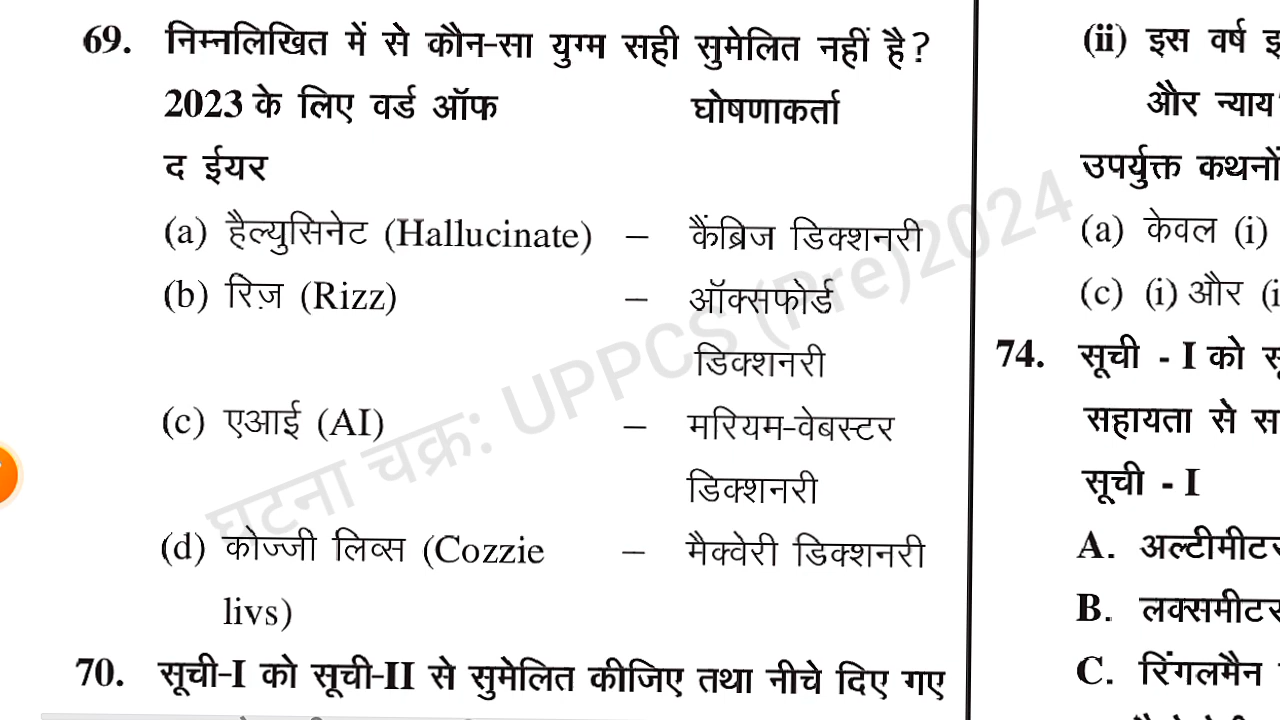 69. निम्नलिखित में से कौन-सा युग्म सही सुमेलित नहीं है?
2023 के लिए वर्ड ऑफ घोषणाकर्ता
द ईयर
(a) हैल्युसिनेट (Hallucinate) – कैंब्रिज डिक्शनरी
(b) रिज़ (Rizz) – ऑक्सफोर्ड
डिक्शनरी
(c) एआई (AI) – मरियम-वेबस्टर
डिक्शनरी
(d) कोज्जी लिव्स (Cozzie – मैक्वेरी डिक्शनरी
livs)
70. सूची-I को सूची-II से सुमेलित कीजिए तथा नीचे दिए गए
घटना चक्र: UPPCS (Pre)2024
(ii) इस वर्ष
और न्याय
उपर्युक्त कथनों
(a) केवल (i)
(c) (i) और
74. सूची - I को
सहायता से
सूची - I
A. अल्टीमीटर
B. लक्समीटर
C. रिंगलमैन